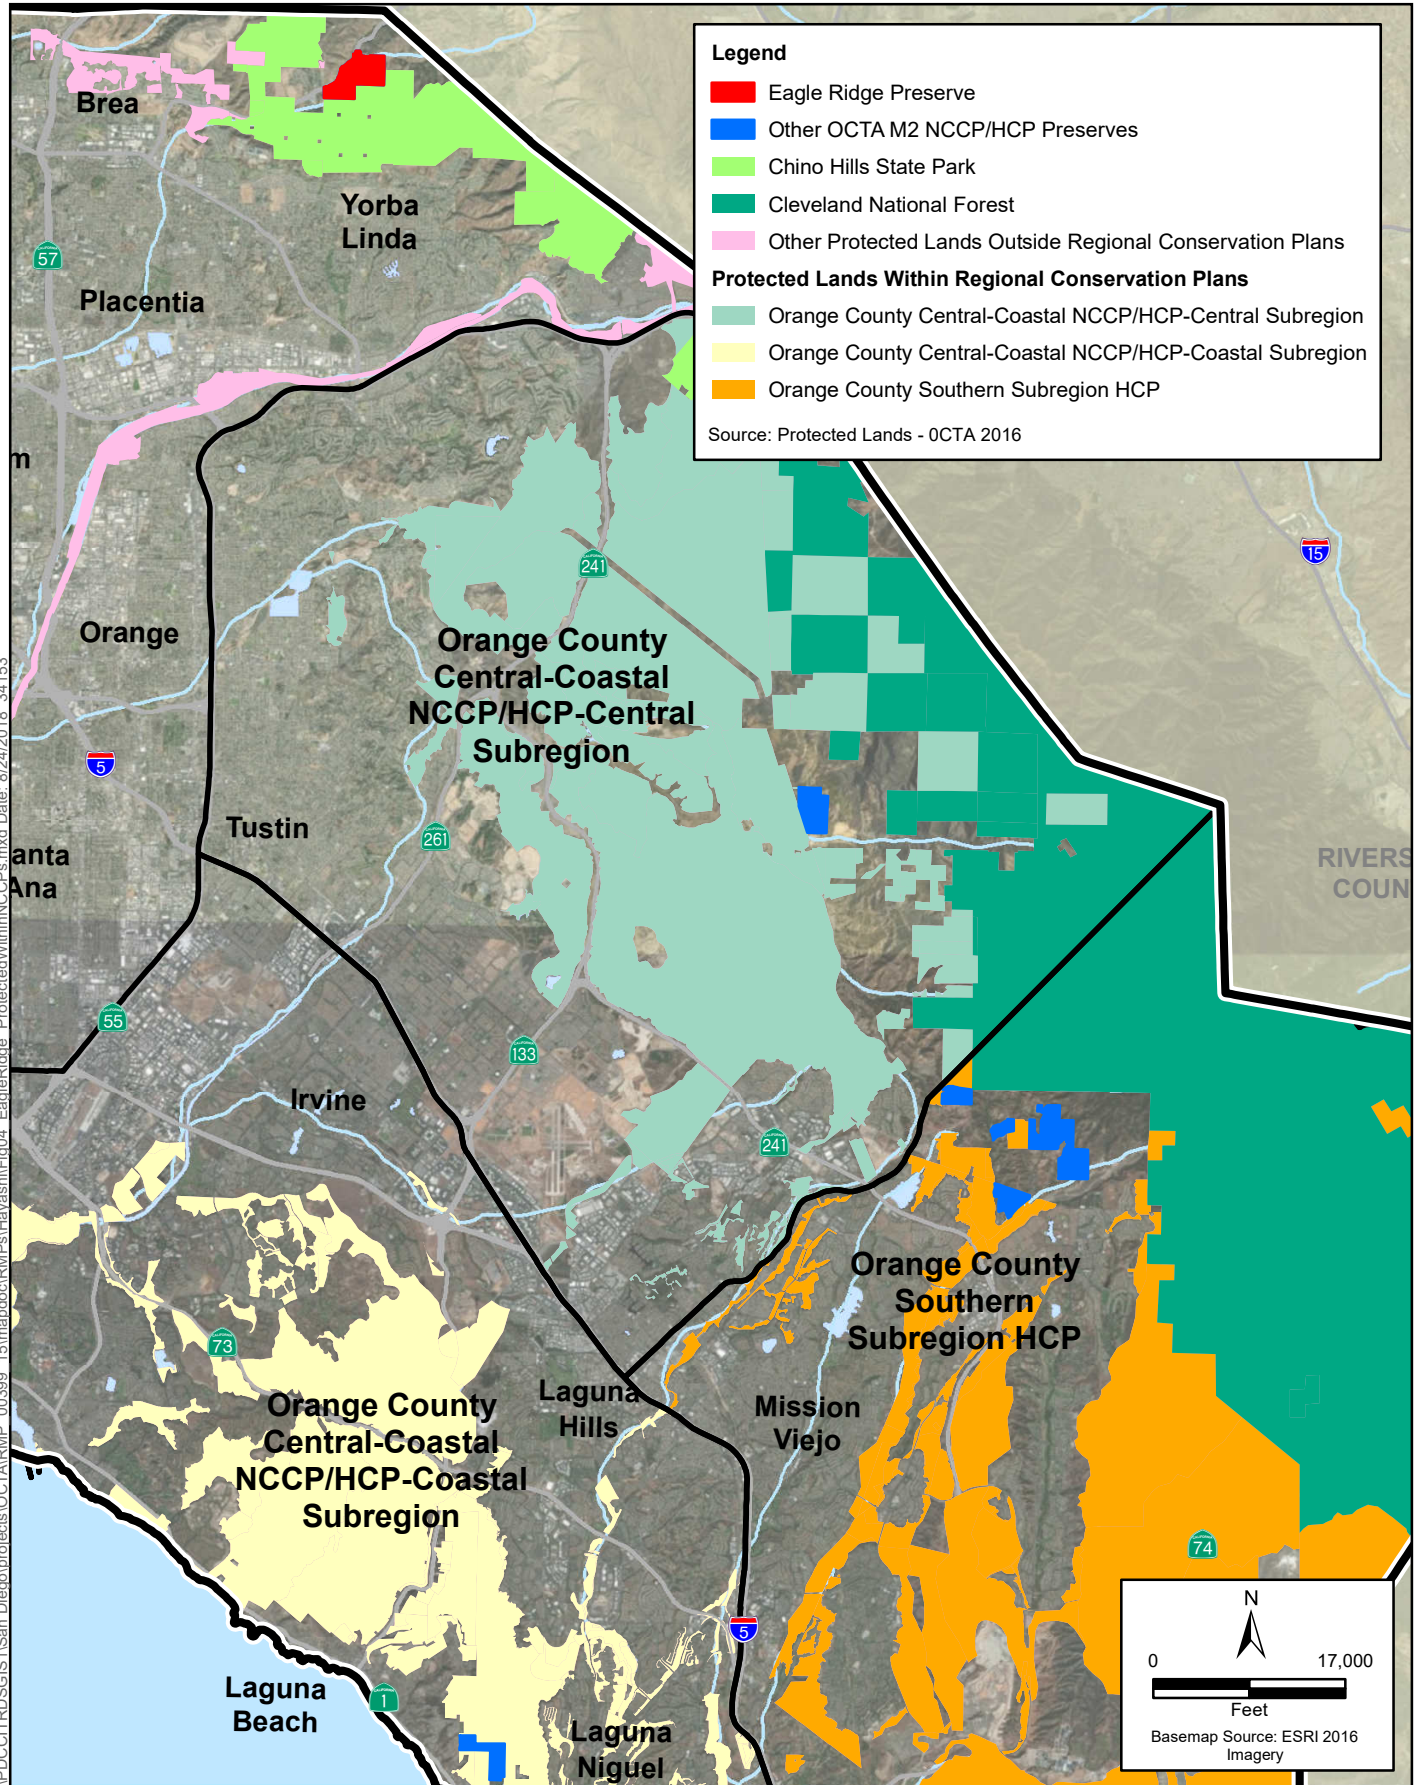 Legend
Eagle Ridge Preserve
Other OCTA M2 NCCP/HCP Preserves
Chino Hills State Park
Cleveland National Forest
Other Protected Lands Outside Regional Conservation Plans
Protected Lands Within Regional Conservation Plans
Orange County Central-Coastal NCCP/HCP-Central Subregion
Orange County Central-Coastal NCCP/HCP-Coastal Subregion
Orange County Southern Subregion HCP
Source: Protected Lands - 0CTA 2016
Brea
Yorba
Linda
57
Placentia
m
241
15
Orange
Orange County
Central-Coastal
NCCP/HCP-Central
Subregion
5
Tustin
261
anta
Ana
RIVERS
COUN
55
133
Irvine
241
Orange County
Southern
Subregion HCP
73
Orange County
Central-Coastal
NCCP/HCP-Coastal
Subregion
Laguna
Hills
Mission
Viejo
74
5
Laguna
Beach
1
Laguna
Niguel
N
0 17,000
Feet
Basemap Source: ESRI 2016
Imagery